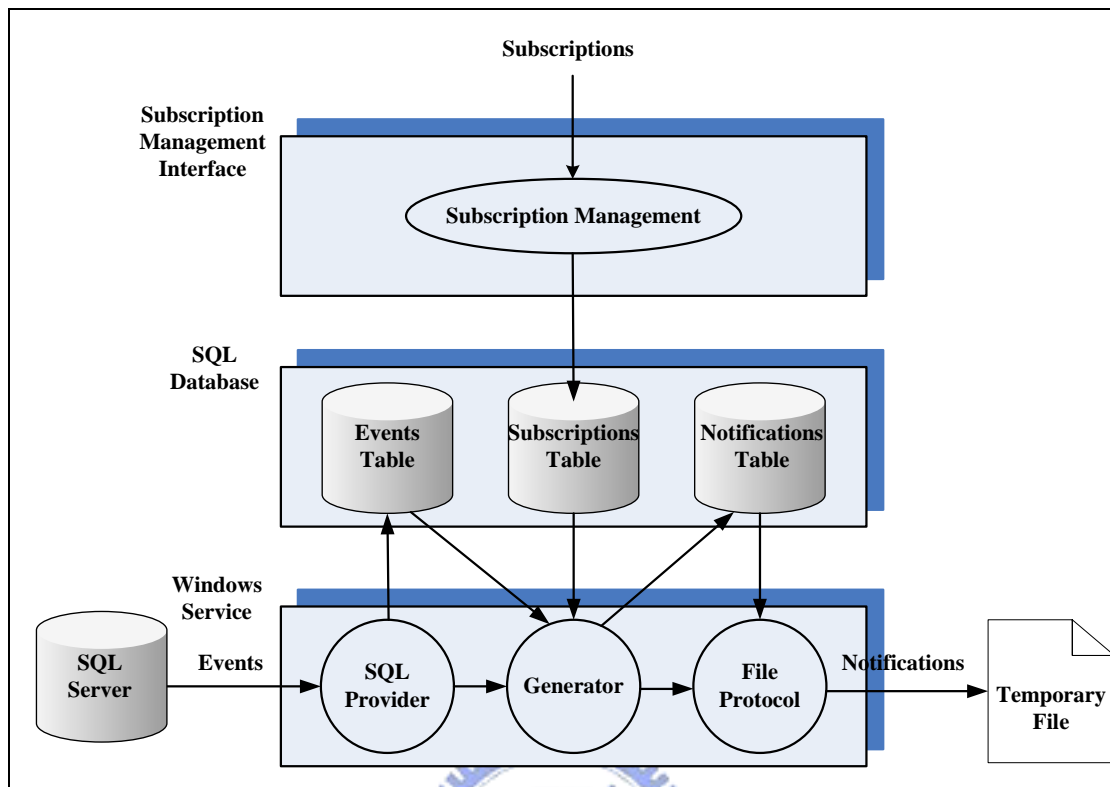 Subscriptions
Subscription
Management
Interface
Subscription Management
SQL
Database
Events
Table
Subscriptions
Table
Notifications
Table
Windows
Service
SQL
Server
Events
SQL
Provider
Generator
File
Protocol
Notifications
Temporary
File